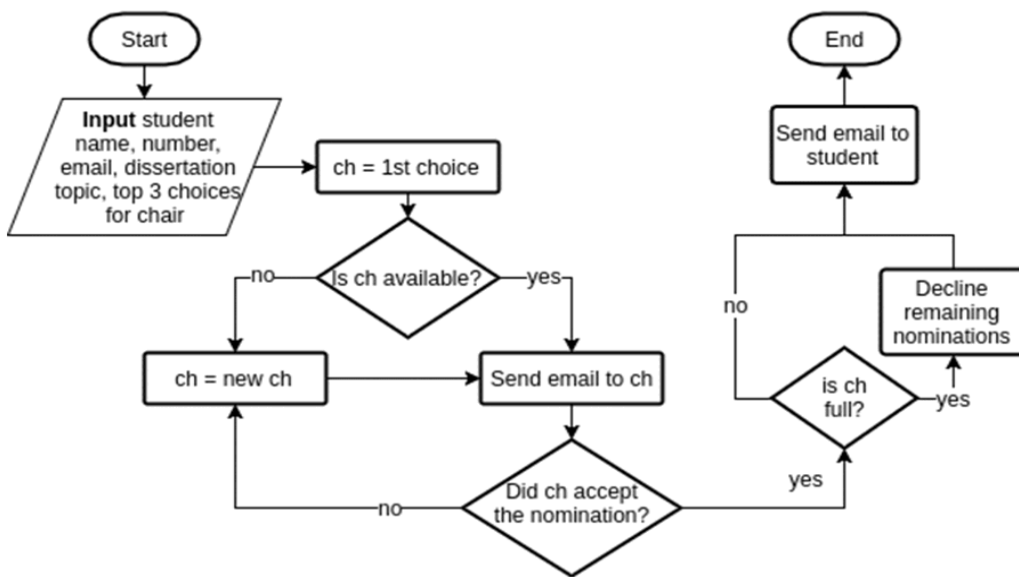 Start
Input student
name, number,
email, dissertation
topic, top 3 choices
for chair
ch = 1st choice
Is ch available?
no
yes
ch = new ch
Send email to ch
Did ch accept
the nomination?
no
yes
is ch
full?
no
yes
Decline
remaining
nominations
Send email to
student
End